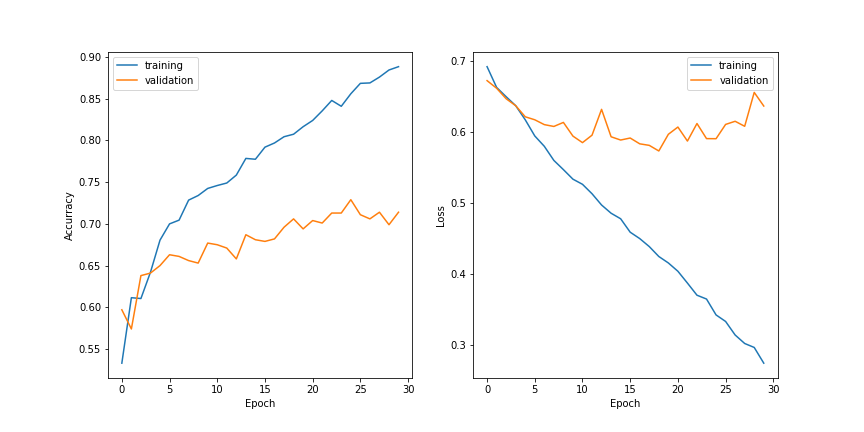 training
validation
0.90
0.85
0.80
0.75
0.70
0.65
0.60
0.55
Accurracy
0 5 10 15 20 25 30
Epoch
training
validation
0.7
0.6
0.5
0.4
0.3
Loss
0 5 10 15 20 25 30
Epoch